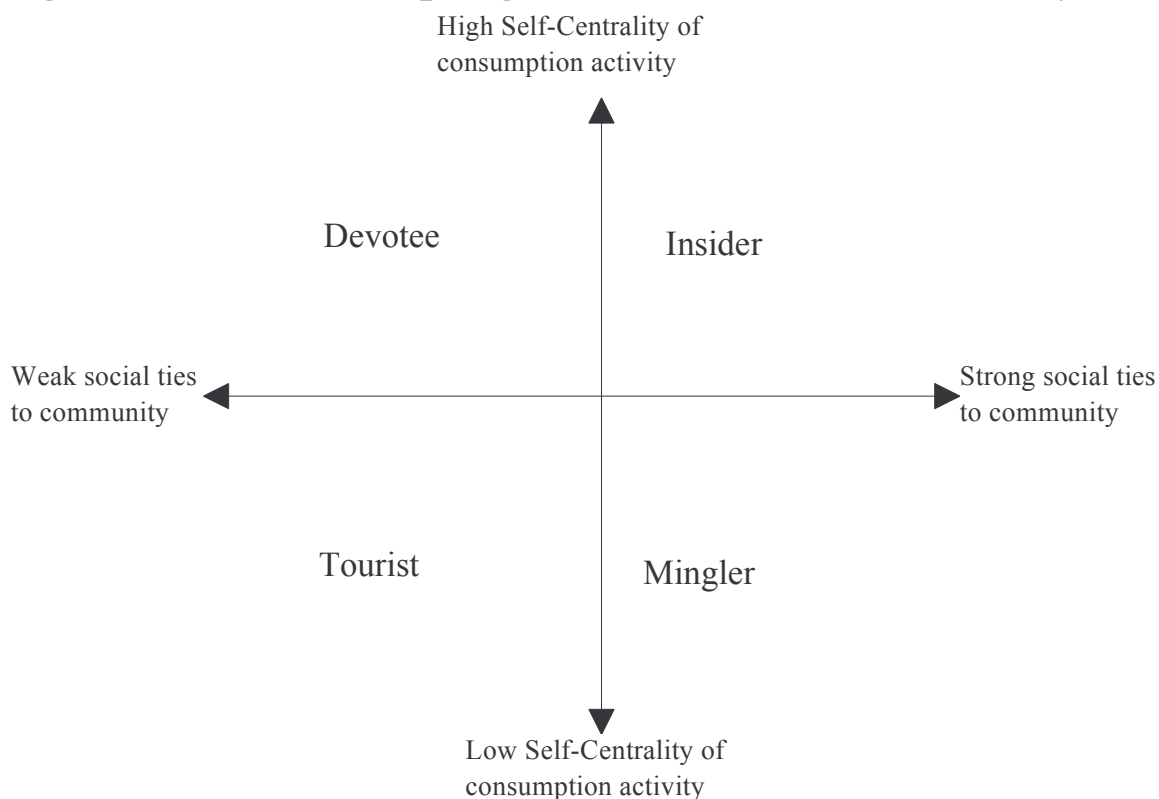 High Self-Centrality of
consumption activity
Devotee
Insider
Weak social ties
to community
Strong social ties
to community
Tourist
Mingler
Low Self-Centrality of
consumption activity